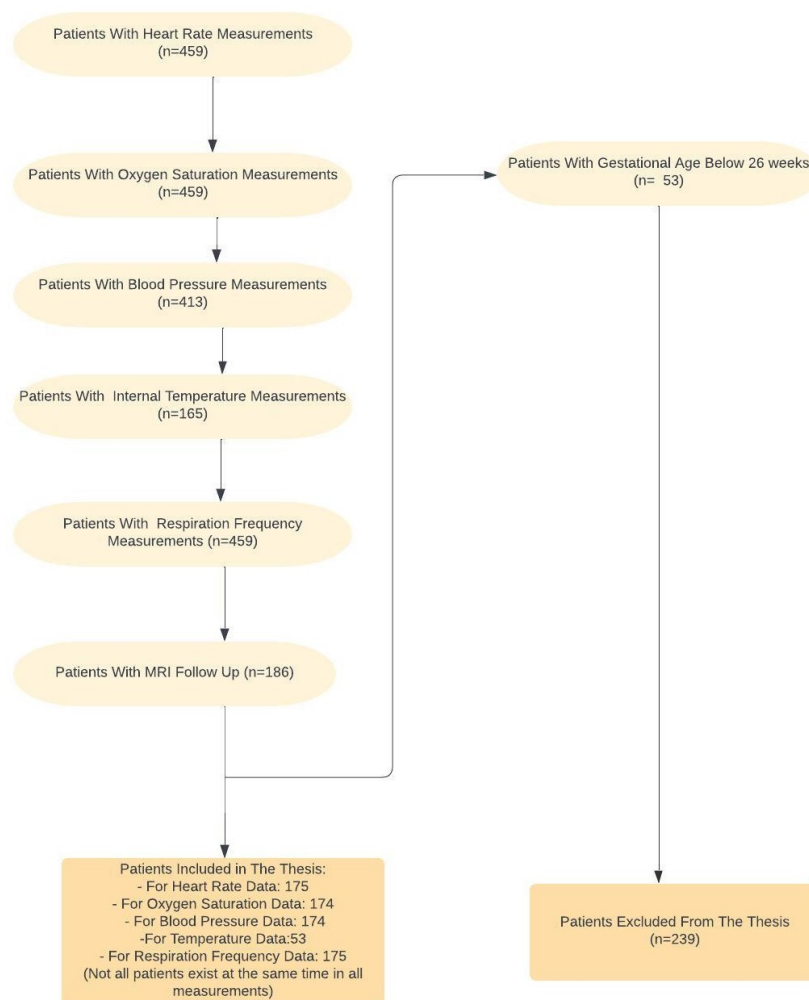 Patients With Heart Rate Measurements
(n=459)
Patients With Oxygen Saturation Measurements
(n=459)
Patients With Blood Pressure Measurements
(n=413)
Patients With  Internal Temperature Measurements
(n=165)
Patients With  Respiration Frequency
Measurements (n=459)
Patients With MRI Follow Up (n=186)
Patients Included in The Thesis:
- For Heart Rate Data: 175
- For Oxygen Saturation Data: 174
- For Blood Pressure Data: 174
-For Temperature Data:53
- For Respiration Frequency Data: 175
(Not all patients exist at the same time in all
measurements)
Patients With Gestational Age Below 26 weeks
(n=  53)
Patients Excluded From The Thesis
(n=239)